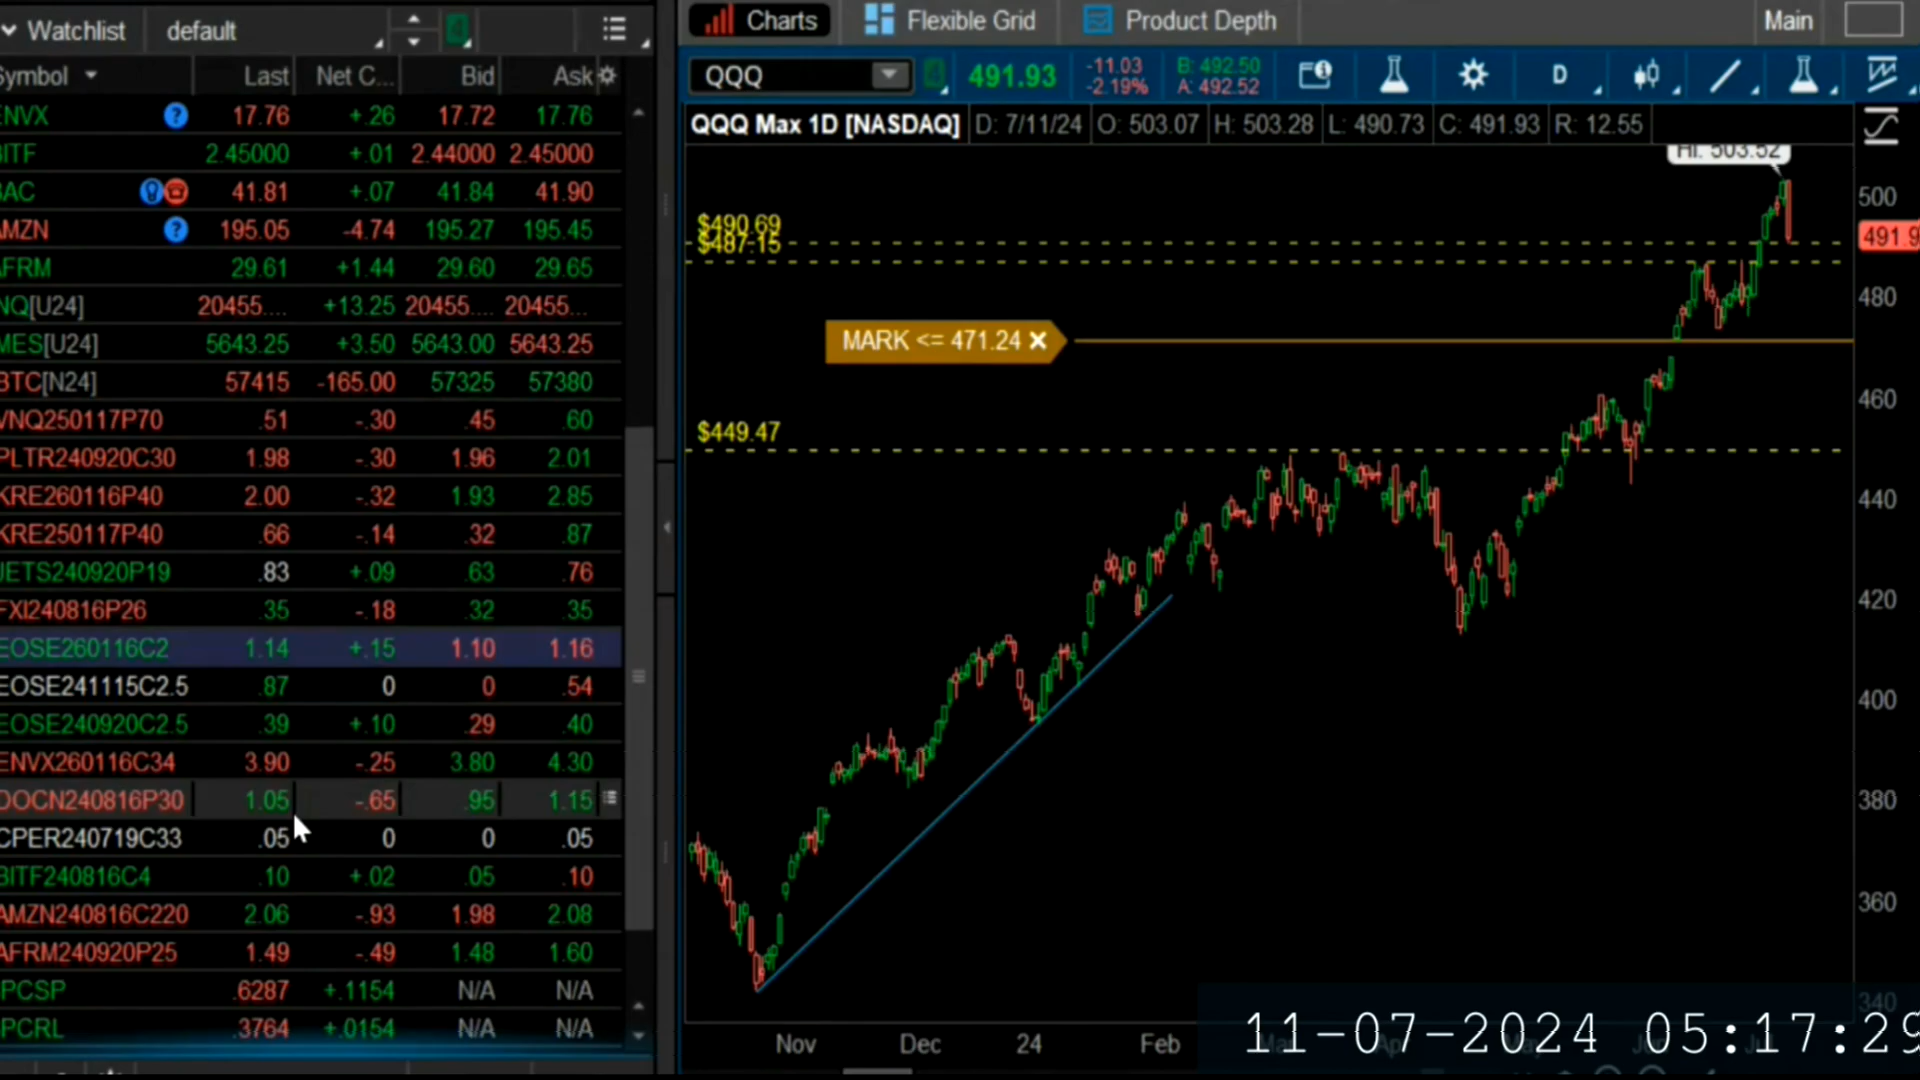 Watchlist default
Symbol Last Net C... Bid Ask
ENVX 17.76 +.26 17.72 17.76
BITF 2.45000 +.01 2.44000 2.45000
BAC 41.81 +.07 41.84 41.90
AMZN 195.05 -4.74 195.27 195.45
AFRM 29.61 +1.44 29.60 29.65
NQ[U24] 20455.... +13.25 20455.... 20455...
MES[U24] 5643.25 +3.50 5643.00 5643.25
BTC[N24] 57415 -165.00 57325 57380
VNQ250117P70 .51 -.30 .45 .60
PLTR240920C30 1.98 -.30 1.96 2.01
KRE260116P40 2.00 -.32 1.93 2.85
KRE250117P40 .66 -.14 .32 .87
JETS240920P19 .83 +.09 .63 .76
FXI240816P26 .35 -.18 .32 .35
EOSE260116C2 1.14 +.15 1.10 1.16
EOSE241115C2.5 .87 0 0 .54
EOSE240920C2.5 .39 +.10 .29 .40
ENVX260116C34 3.90 -.25 3.80 4.30
DOCN240816P30 1.05 -.65 .95 1.15
CPER240719C33 .05 0 0 .05
BITF240816C4 .10 +.02 .05 .10
AMZN240816C220 2.06 -.93 1.98 2.08
AFRM240920P25 1.49 -.49 1.48 1.60
PCSP .6287 +.1154 N/A N/A
PCRL .3764 +.0154 N/A N/A
Charts Flexible Grid Product Depth Main
QQQ 491.93 -11.03 -2.19% B: 492.50 A: 492.52 D
QQQ Max 1D [NASDAQ] D: 7/11/24 O: 503.07 H: 503.28 L: 490.73 C: 491.93 R: 12.55
Hi: 503.52
500
$490.69
491.9
$487.15
480
MARK <= 471.24
460
$449.47
440
420
400
380
360
340
Nov Dec 24 Feb
11-07-2024 05:17:29